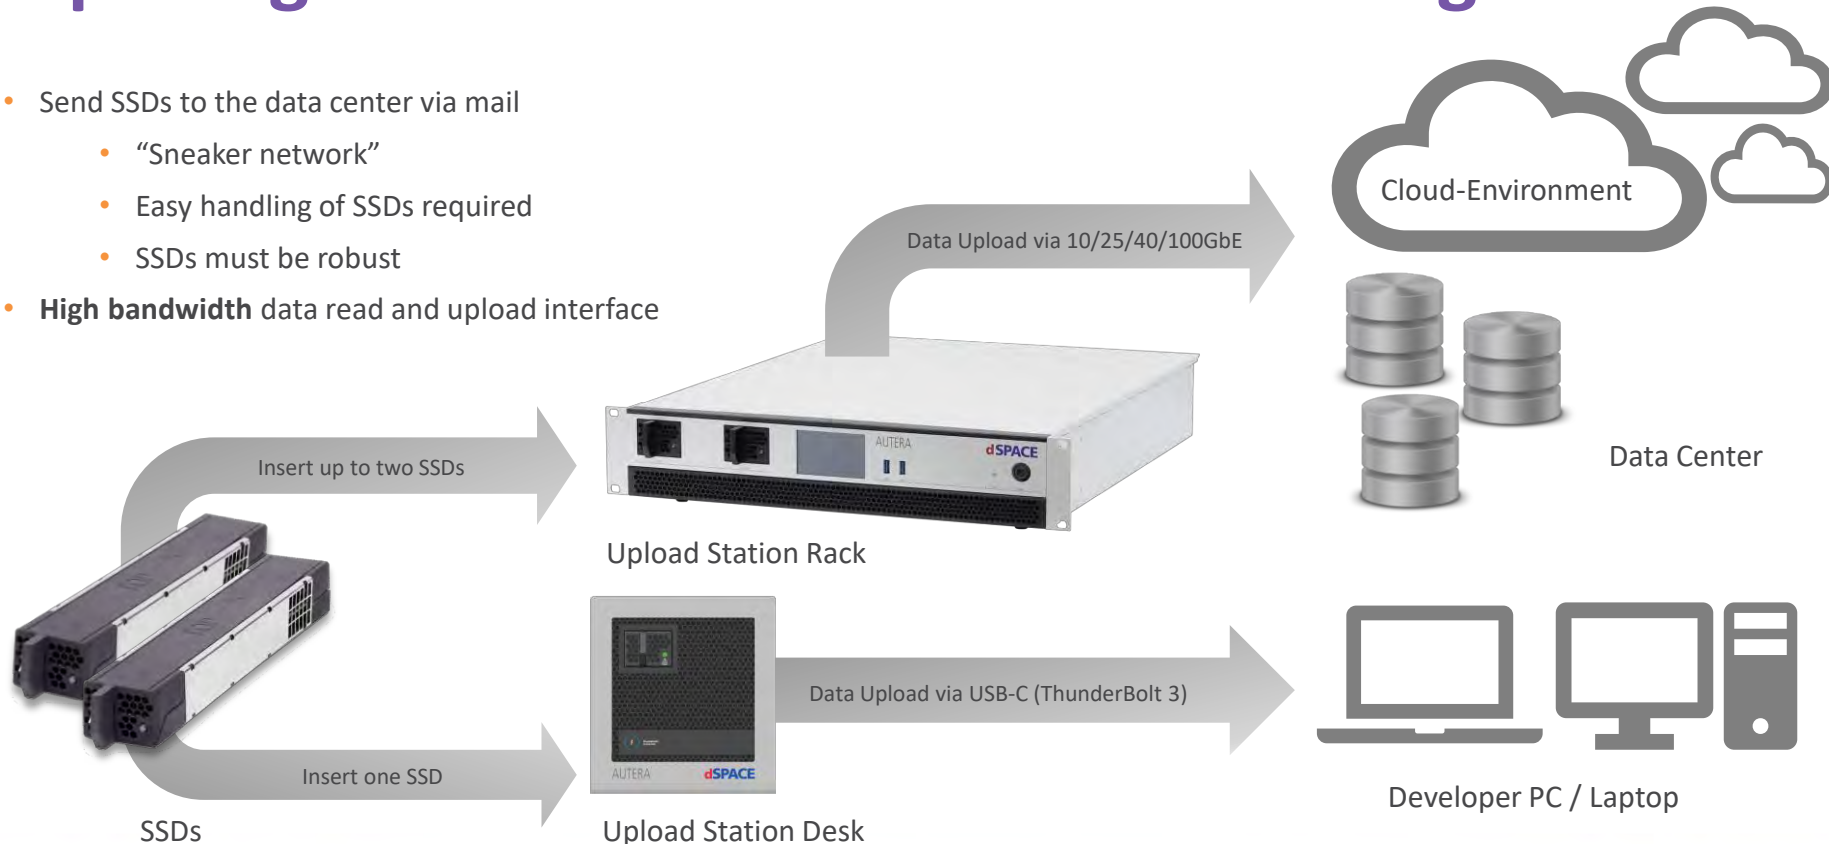 • Send SSDs to the data center via mail
• “Sneaker network”
• Easy handling of SSDs required
• SSDs must be robust
• High bandwidth data read and upload interface
Cloud-Environment
Data Upload via 10/25/40/100GbE
Insert up to two SSDs
AUTERA
dSPACE
Data Center
Upload Station Rack
Data Upload via USB-C (ThunderBolt 3)
Insert one SSD
AUTERA
dSPACE
Developer PC / Laptop
SSDs
Upload Station Desk